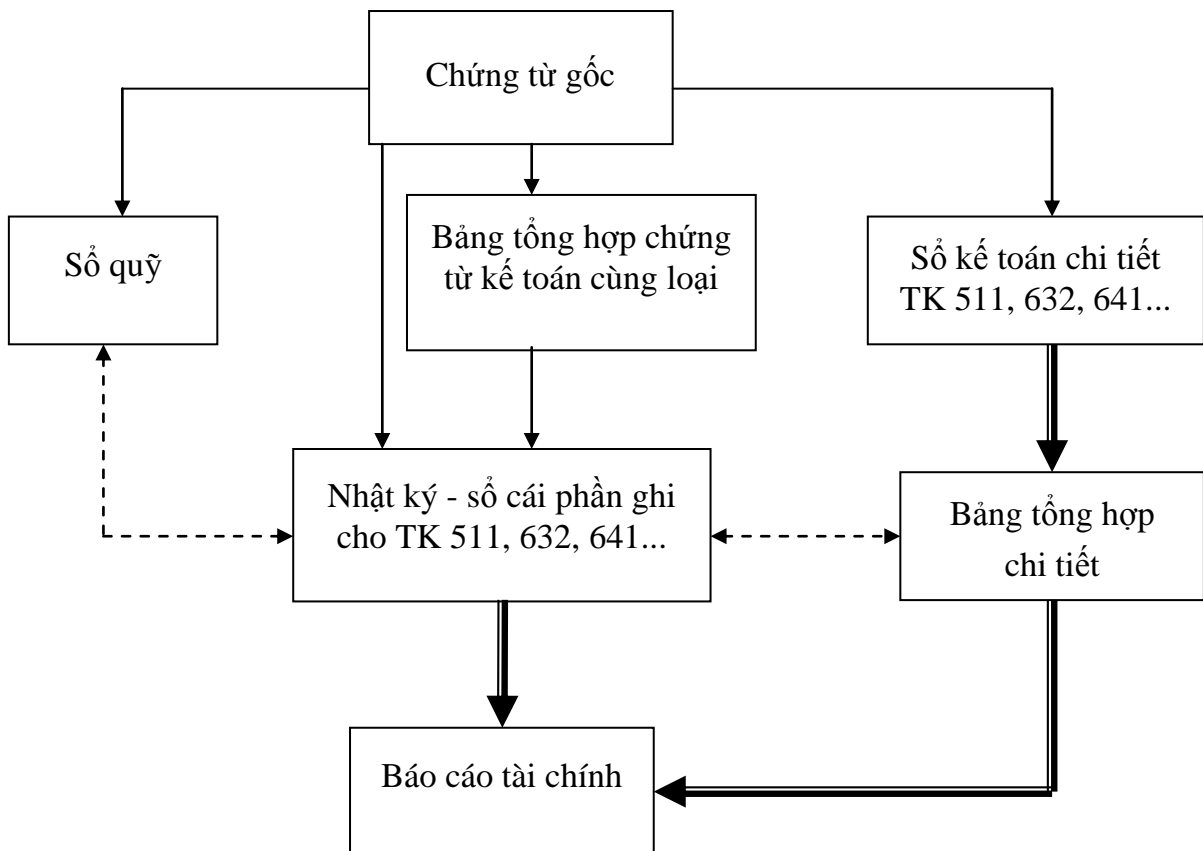 Chứng từ gốc
Sổ quỹ
Bảng tổng hợp chứng
từ kế toán cùng loại
Sổ kế toán chi tiết
TK 511, 632, 641...
Nhật ký - sổ cái phần ghi
cho TK 511, 632, 641...
Bảng tổng hợp
chi tiết
Báo cáo tài chính